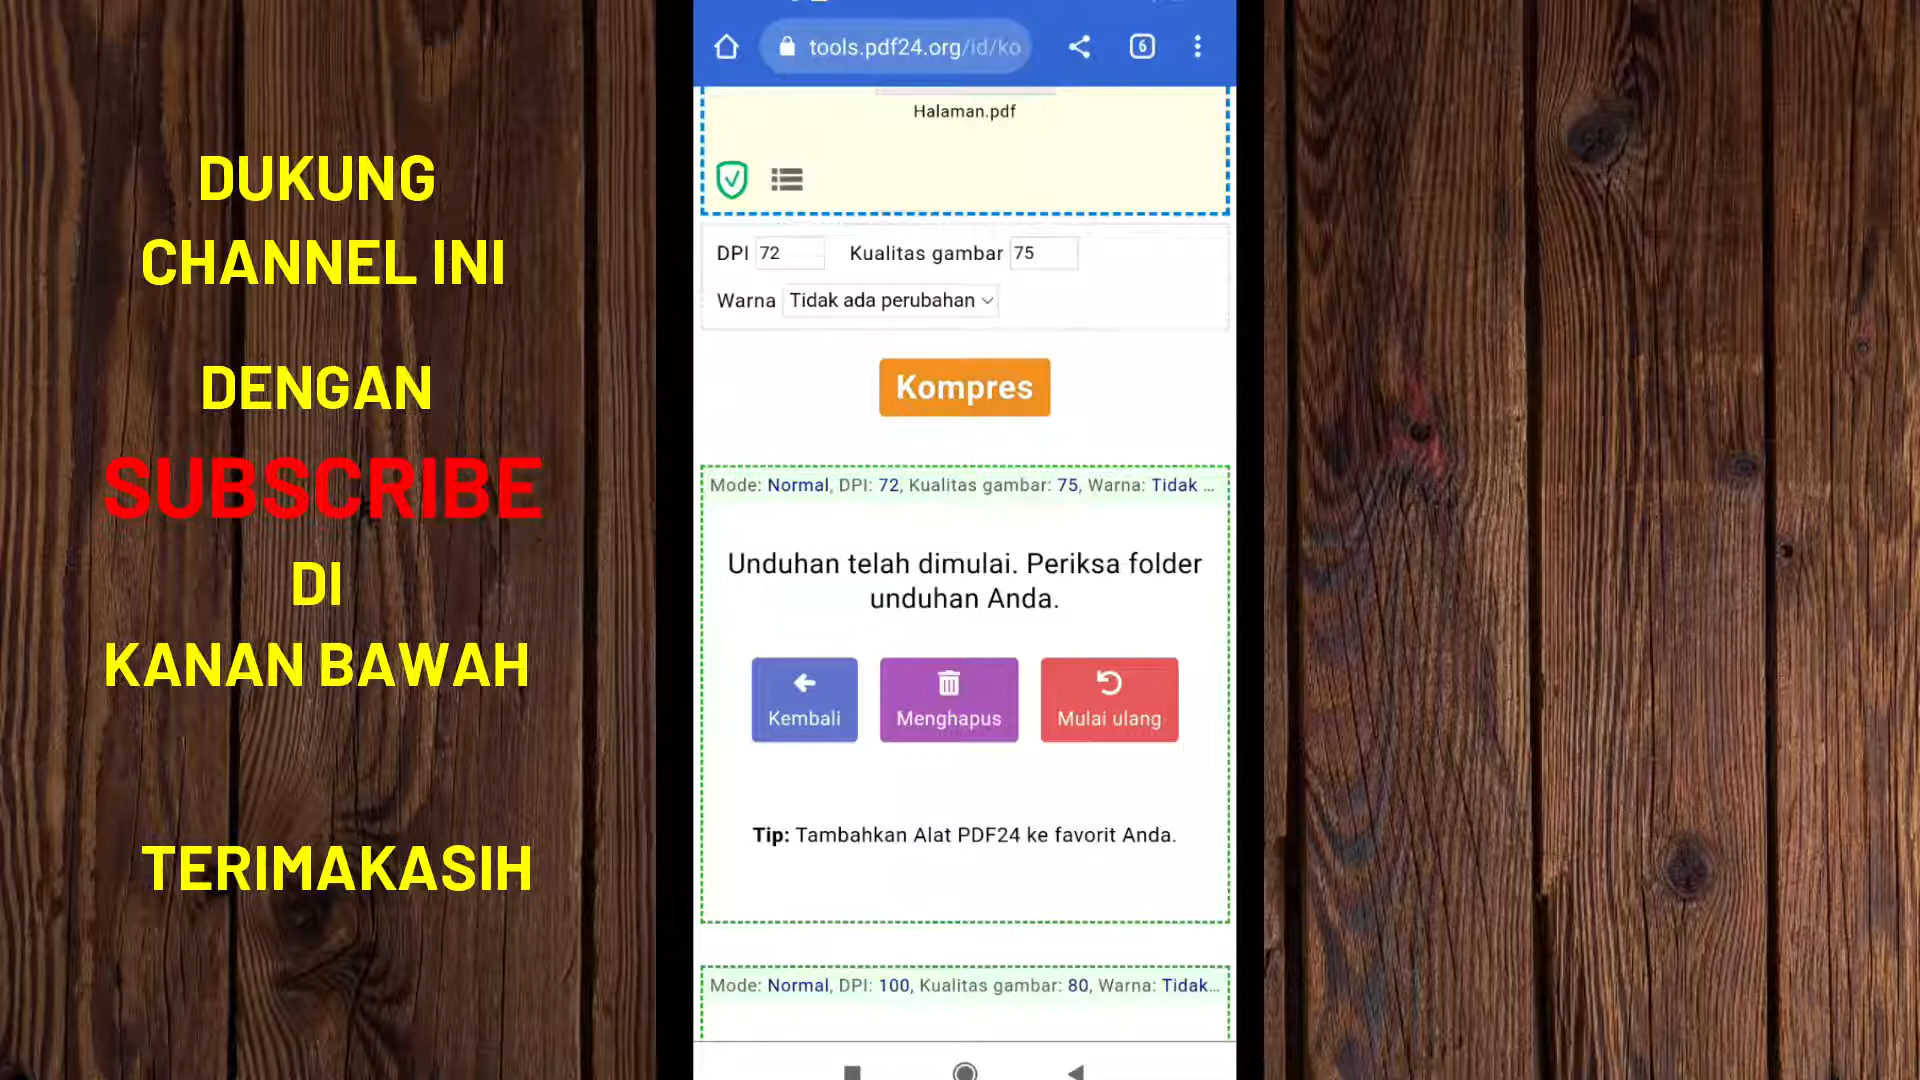 DUKUNG
CHANNEL INI
DENGAN
SUBSCRIBE
DI
KANAN BAWAH
TERIMAKASIH
tools.pdf24.org/id/ko
6
Halaman.pdf
DPI 72 Kualitas gambar 75
Warna Tidak ada perubahan
Kompres
Mode: Normal, DPI: 72, Kualitas gambar: 75, Warna: Tidak ...
Unduhan telah dimulai. Periksa folder
unduhan Anda.
Kembali Menghapus Mulai ulang
Tip: Tambahkan Alat PDF24 ke favorit Anda.
Mode: Normal, DPI: 100, Kualitas gambar: 80, Warna: Tidak...